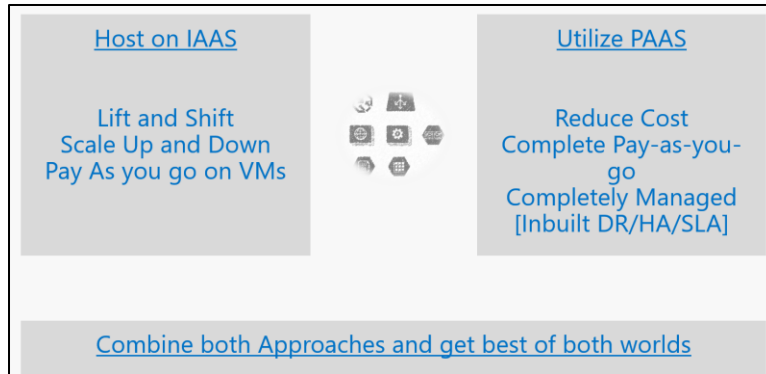 Host on IAAS
Lift and Shift
Scale Up and Down
Pay As you go on VMs
Utilize PAAS
Reduce Cost
Complete Pay-as-you-
go
Completely Managed
[Inbuilt DR/HA/SLA]
Combine both Approaches and get best of both worlds